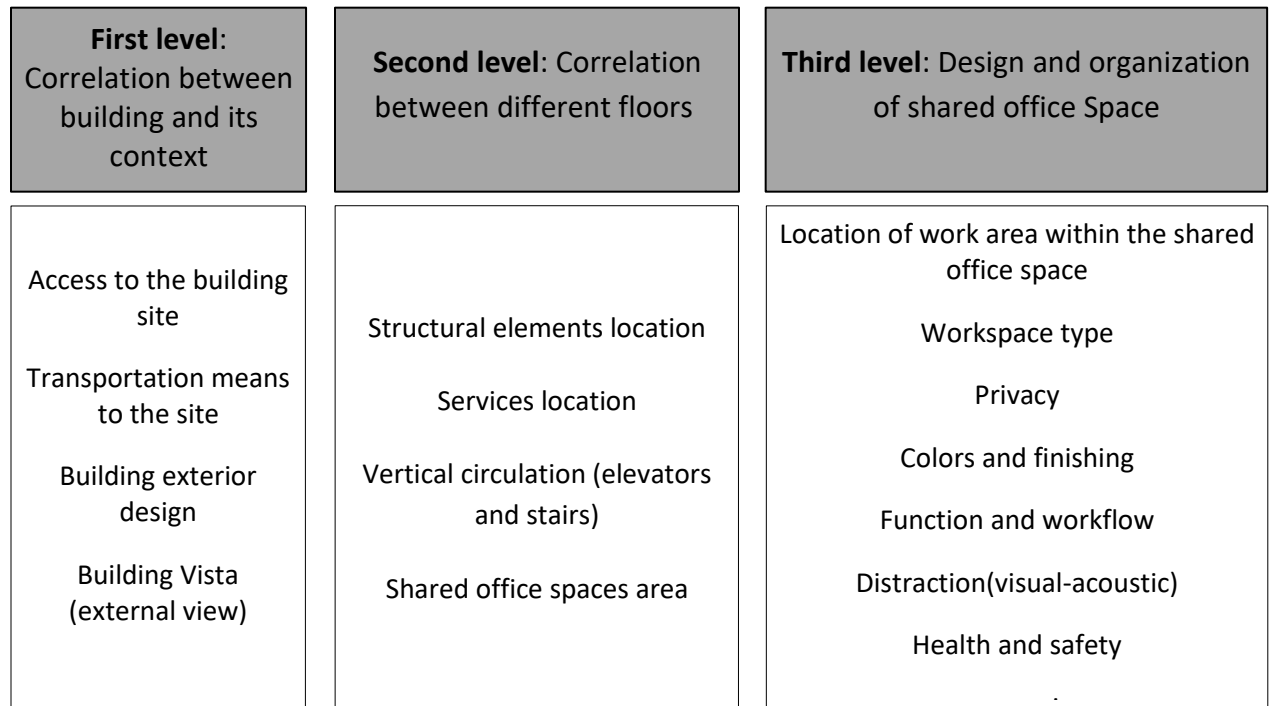 First level:
Correlation between
building and its
context
Second level: Correlation
between different floors
Third level: Design and organization
of shared office Space
Access to the building
site
Transportation means
to the site
Building exterior
design
Building Vista
(external view)
Structural elements location
Services location
Vertical circulation (elevators
and stairs)
Shared office spaces area
Location of work area within the shared
office space
Workspace type
Privacy
Colors and finishing
Function and workflow
Distraction(visual-acoustic)
Health and safety